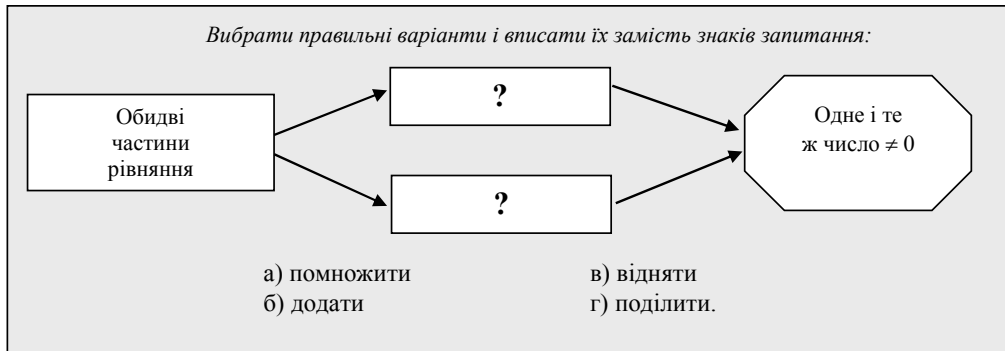 Вибрати правильні варіанти і вписати їх замість знаків запитання:
Обидві
частини
рівняння
?
?
Одне і те
ж число ≠ 0
а) помножити
б) додати
в) відняти
г) поділити.